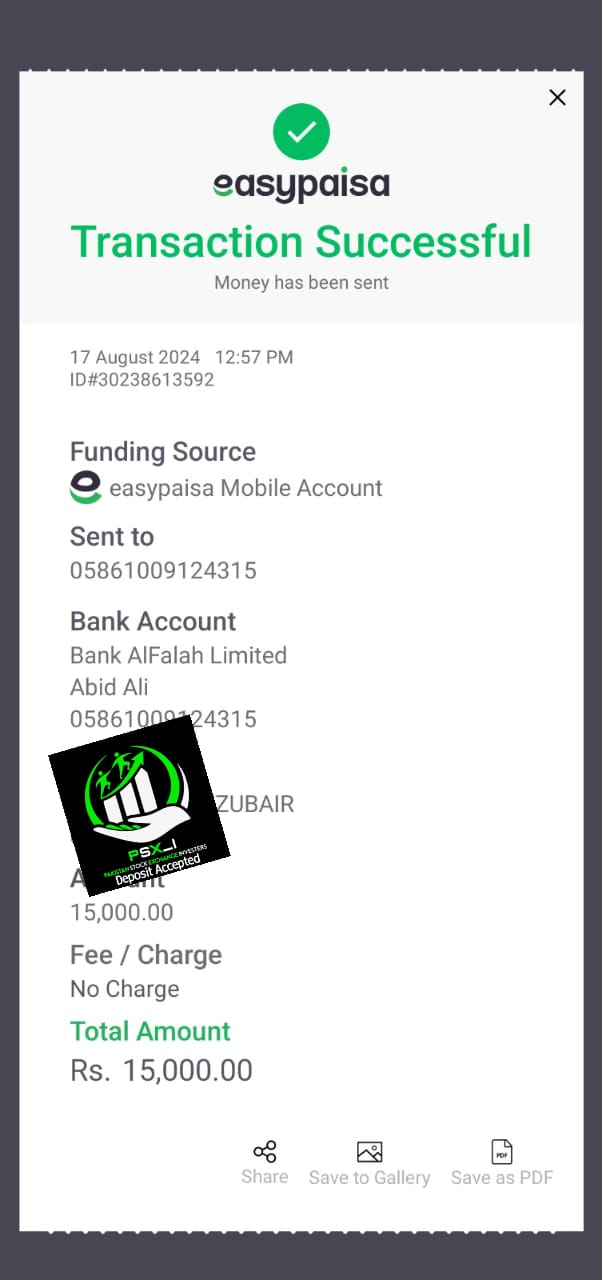 easypaisa
Transaction Successful
Money has been sent
17 August 2024 12:57 PM
ID#30238613592
Funding Source
easypaisa Mobile Account
Sent to
05861009124315
Bank Account
Bank AlFalah Limited
Abid Ali
05861009124315
ZUBAIR
PSX_I
PAKISTAN STOCK EXCHANGE INVESTERS
Deposit Accepted
15,000.00
Fee / Charge
No Charge
Total Amount
Rs. 15,000.00
Share Save to Gallery Save as PDF
PDF